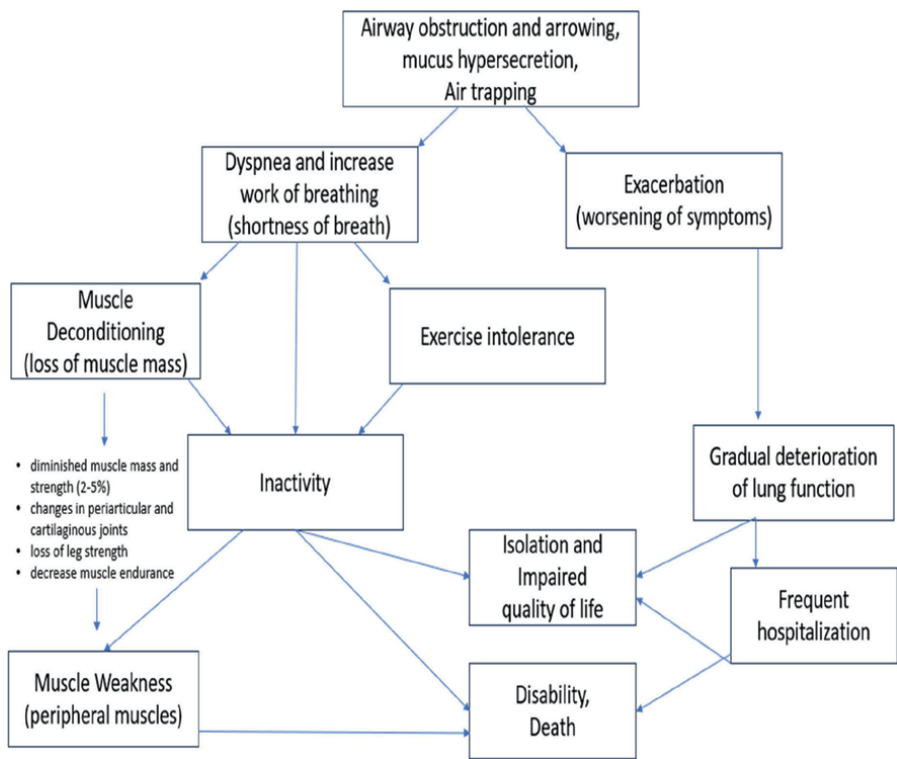 Airway obstruction and arrowing,
mucus hypersecretion,
Air trapping
Dyspnea and increase
work of breathing
(shortness of breath)
Exacerbation
(worsening of symptoms)
Muscle
Deconditioning
(loss of muscle mass)
Exercise intolerance
• diminished muscle mass and
strength (2-5%)
• changes in periarticular and
cartilaginous joints
• loss of leg strength
• decrease muscle endurance
Inactivity
Gradual deterioration
of lung function
Isolation and
Impaired
quality of life
Frequent
hospitalization
Muscle Weakness
(peripheral muscles)
Disability,
Death